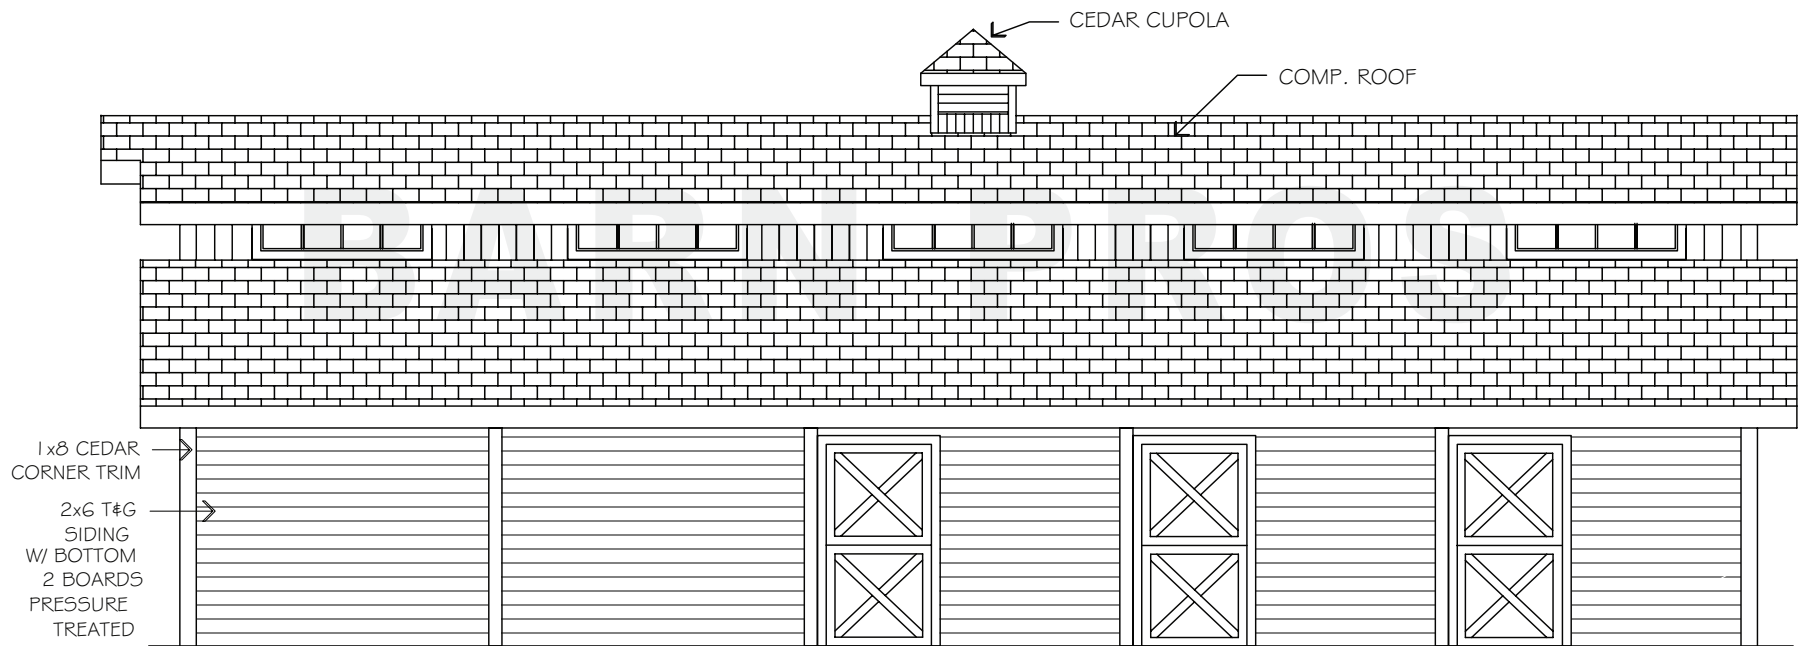 CEDAR CUPOLA
COMP. ROOF
BARN PROS
1x8 CEDAR
CORNER TRIM
2x6 T&G
SIDING
W/ BOTTOM
2 BOARDS
PRESSURE
TREATED